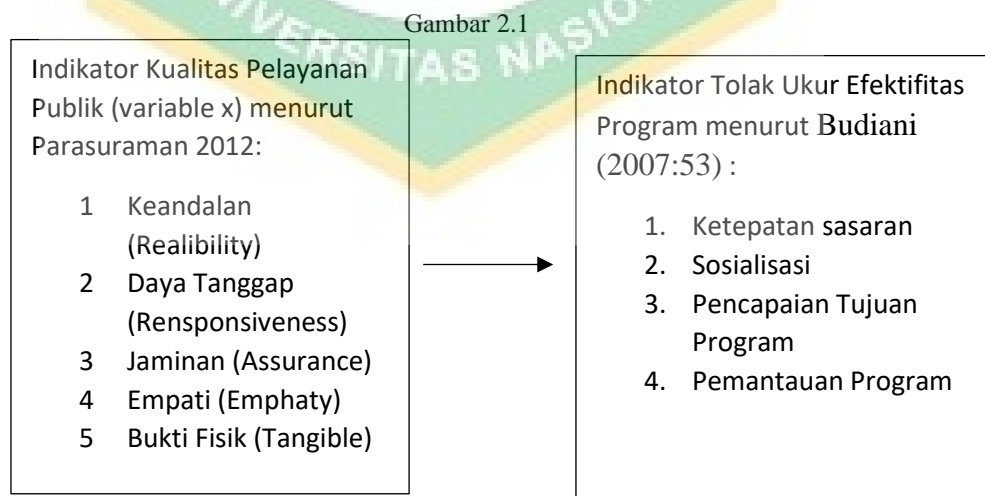 Gambar 2.1
UNIVERSITAS NASIONAL
Indikator Kualitas Pelayanan
Publik (variable x) menurut
Parasuraman 2012:
1 Keandalan
(Realibility)
2 Daya Tanggap
(Rensponsiveness)
3 Jaminan (Assurance)
4 Empati (Emphaty)
5 Bukti Fisik (Tangible)
Indikator Tolak Ukur Efektifitas
Program menurut Budiani
(2007:53) :
1. Ketepatan sasaran
2. Sosialisasi
3. Pencapaian Tujuan
Program
4. Pemantauan Program